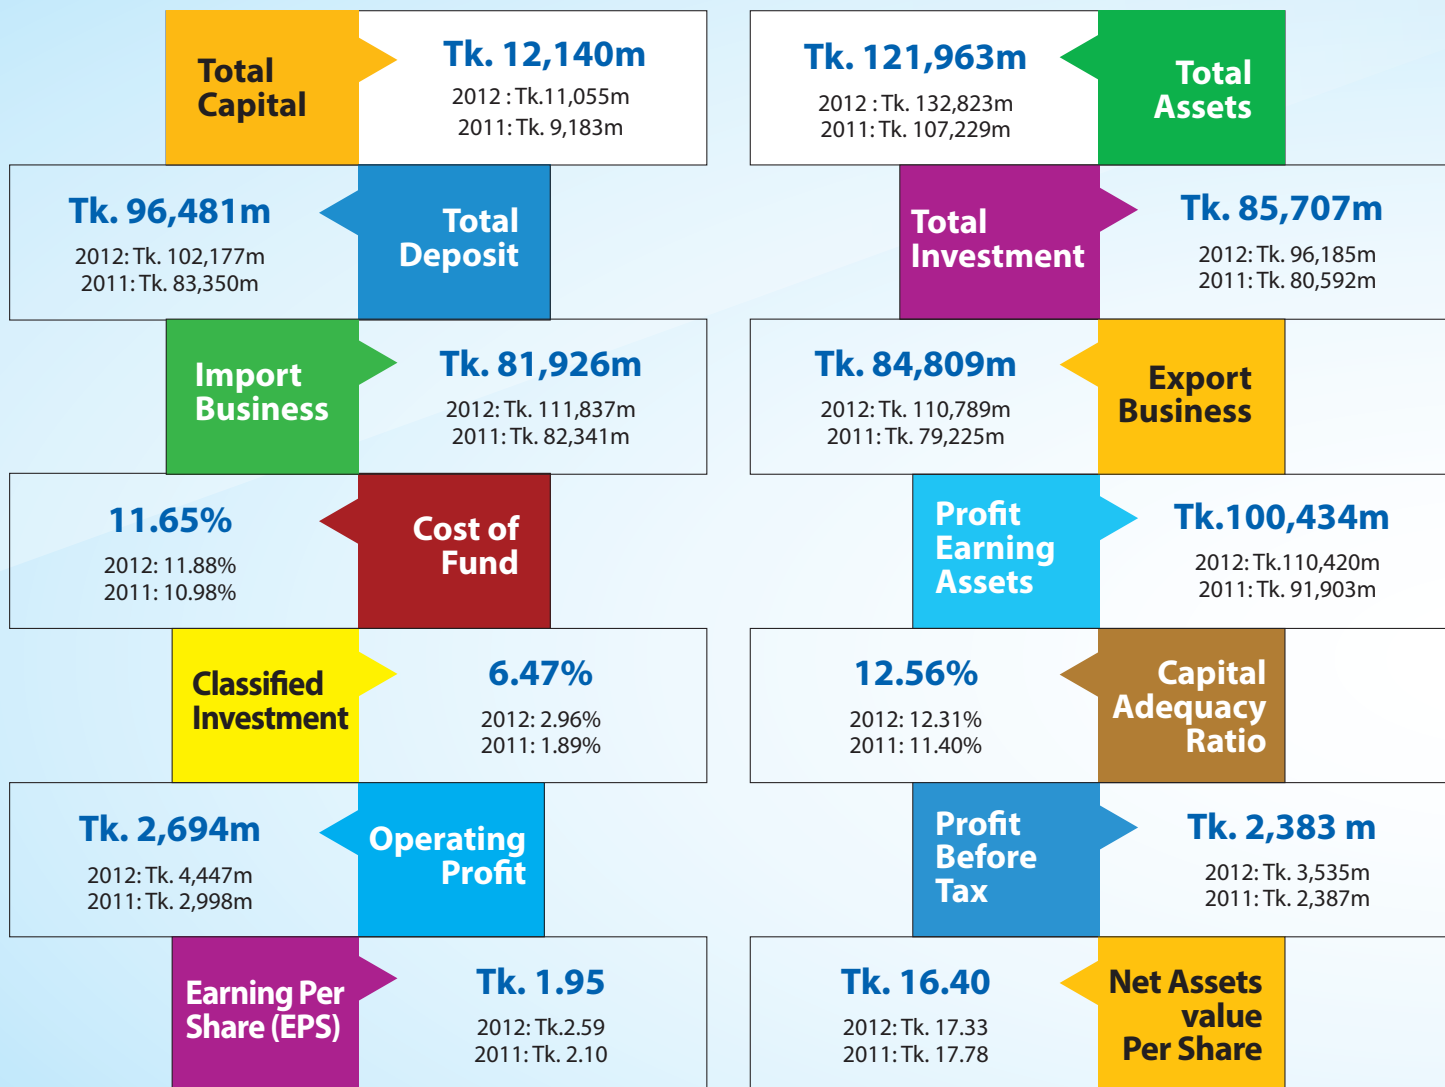 Total
Capital
Tk. 12,140m
2012 : Tk.11,055m
2011: Tk. 9,183m
Tk. 121,963m
2012 : Tk. 132,823m
2011: Tk. 107,229m
Total
Assets
Tk. 96,481m
2012: Tk. 102,177m
2011: Tk. 83,350m
Total
Deposit
Total
Investment
Tk. 85,707m
2012: Tk. 96,185m
2011: Tk. 80,592m
Import
Business
Tk. 81,926m
2012: Tk. 111,837m
2011: Tk. 82,341m
Tk. 84,809m
2012: Tk. 110,789m
2011: Tk. 79,225m
Export
Business
11.65%
2012: 11.88%
2011: 10.98%
Cost of
Fund
Profit
Earning
Assets
Tk.100,434m
2012: Tk.110,420m
2011: Tk. 91,903m
Classified
Investment
6.47%
2012: 2.96%
2011: 1.89%
12.56%
2012: 12.31%
2011: 11.40%
Capital
Adequacy
Ratio
Tk. 2,694m
2012: Tk. 4,447m
2011: Tk. 2,998m
Operating
Profit
Profit
Before
Tax
Tk. 2,383 m
2012: Tk. 3,535m
2011: Tk. 2,387m
Earning Per
Share (EPS)
Tk. 1.95
2012: Tk.2.59
2011: Tk. 2.10
Tk. 16.40
2012: Tk. 17.33
2011: Tk. 17.78
Net Assets
value
Per Share